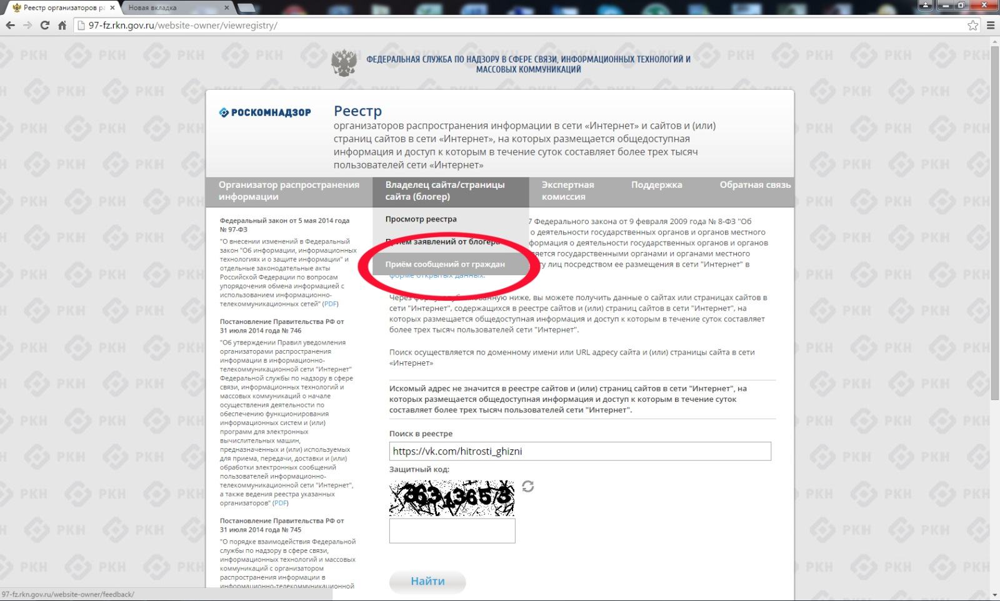 Реестр организаторов ра
Новая вкладка
97-fz.rkn.gov.ru/website-owner/viewregistry/
ФЕДЕРАЛЬНАЯ СЛУЖБА ПО НАДЗОРУ В СФЕРЕ СВЯЗИ, ИНФОРМАЦИОННЫХ ТЕХНОЛОГИЙ И
МАССОВЫХ КОММУНИКАЦИЙ
РОСКОМНАДЗОР
Реестр
организаторов распространения информации в сети «Интернет» и сайтов и (или)
страниц сайтов в сети «Интернет», на которых размещается общедоступная
информация и доступ к которым в течение суток составляет более трех тысяч
пользователей сети «Интернет»
Организатор распространения
информации
Владелец сайта/страницы
сайта (блогер)
Экспертная
комиссия
Поддержка
Обратная связь
Просмотр реестра
Приём заявлений от блогера
Приём сообщений от граждан
Федеральный закон от 5 мая 2014 года
№ 97-ФЗ
"О внесении изменений в Федеральный
закон "Об информации, информационных
технологиях и о защите информации" и
отдельные законодательные акты
Российской Федерации по вопросам
упорядочения обмена информацией с
использованием информационно-
телекоммуникационных сетей" (PDF)
Постановление Правительства РФ от
31 июля 2014 года № 746
"Об утверждении Правил уведомления
организаторами распространения
информации в информационно-
телекоммуникационной сети "Интернет"
Федеральной службы по надзору в сфере
связи, информационных технологий и
массовых коммуникаций о начале
осуществления деятельности по
обеспечению функционирования
информационных систем и (или)
программ для электронных
вычислительных машин,
предназначенных и (или) используемых
для приема, передачи, доставки и (или)
обработки электронных сообщений
пользователей информационно-
телекоммуникационной сети "Интернет",
а также ведения реестра указанных
организаторов" (PDF)
Постановление Правительства РФ от
31 июля 2014 года № 745
"О порядке взаимодействия Федеральной
службы по надзору в сфере связи,
информационных технологий и массовых
коммуникаций с организатором
распространения информации в
информационно-телекоммуникационной
7 Федерального закона от 9 февраля 2009 года № 8-ФЗ "Об
о деятельности государственных органов и органов местного
формация о деятельности государственных органов и органов
яется государственными органами и органами местного
гу лиц посредством ее размещения в сети "Интернет" в
форме открытых данных.
Через ванную ниже, вы можете получить данные о сайтах или страницах сайтов в
сети "Интернет", содержащихся в реестре сайтов и (или) страниц сайтов в сети "Интернет", на
которых размещается общедоступная информация и доступ к которым в течение суток составляет
более трех тысяч пользователей сети "Интернет".
Поиск осуществляется по доменному имени или URL адресу сайта и (или) страницы сайта в сети
«Интернет»
Искомый адрес не значится в реестре сайтов и (или) страниц сайтов в сети "Интернет", на
которых размещается общедоступная информация и доступ к которым в течение суток
составляет более трех тысяч пользователей сети "Интернет".
Поиск в реестре
https://vk.com/hitrosti_ghizni
Защитный код:
Найти
97-fz.rkn.gov.ru/website-owner/feedback/